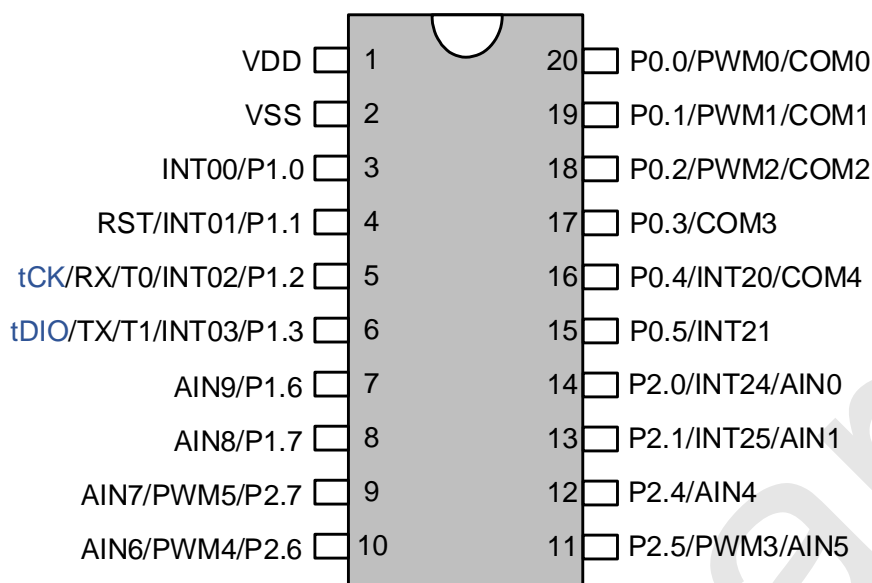 VDD 1 20 P0.0/PWM0/COM0
VSS 2 19 P0.1/PWM1/COM1
INT00/P1.0 3 18 P0.2/PWM2/COM2
RST/INT01/P1.1 4 17 P0.3/COM3
tCK/RX/T0/INT02/P1.2 5 16 P0.4/INT20/COM4
tDIO/TX/T1/INT03/P1.3 6 15 P0.5/INT21
AIN9/P1.6 7 14 P2.0/INT24/AIN0
AIN8/P1.7 8 13 P2.1/INT25/AIN1
AIN7/PWM5/P2.7 9 12 P2.4/AIN4
AIN6/PWM4/P2.6 10 11 P2.5/PWM3/AIN5